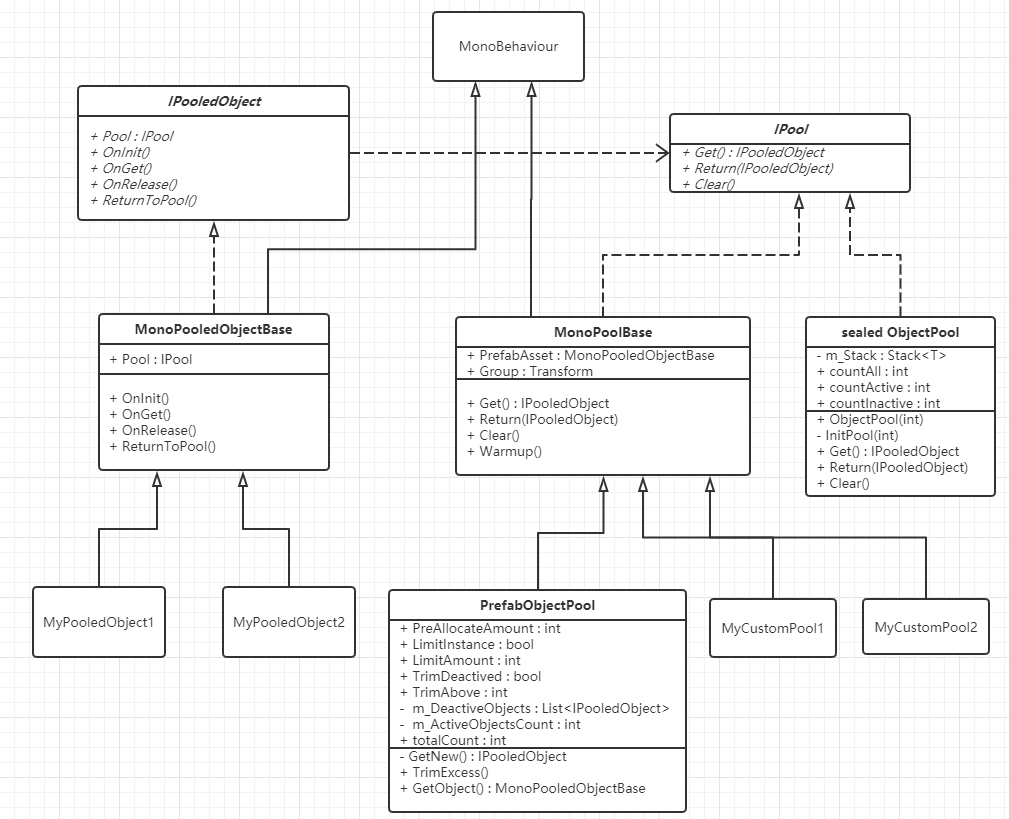 MonoBehaviour
IPooledObject
+ Pool : IPool
+ OnInit()
+ OnGet()
+ OnRelease()
+ ReturnToPool()
IPool
+ Get() : IPooledObject
+ Return(IPooledObject)
+ Clear()
MonoPooledObjectBase
+ Pool : IPool
+ OnInit()
+ OnGet()
+ OnRelease()
+ ReturnToPool()
MonoPoolBase
+ PrefabAsset : MonoPooledObjectBase
+ Group : Transform
+ Get() : IPooledObject
+ Return(IPooledObject)
+ Clear()
+ Warmup()
sealed ObjectPool
- m_Stack : Stack<T>
+ countAll : int
+ countActive : int
+ countInactive : int
+ ObjectPool(int)
- InitPool(int)
+ Get() : IPooledObject
+ Return(IPooledObject)
+ Clear()
MyPooledObject1
MyPooledObject2
PrefabObjectPool
+ PreAllocateAmount : int
+ LimitInstance : bool
+ LimitAmount : int
+ TrimDeactived : bool
+ TrimAbove : int
- m_DeactiveObjects : List<IPooledObject>
- m_ActiveObjectsCount : int
+ totalCount : int
- GetNew() : IPooledObject
+ TrimExcess()
+ GetObject() : MonoPooledObjectBase
MyCustomPool1
MyCustomPool2